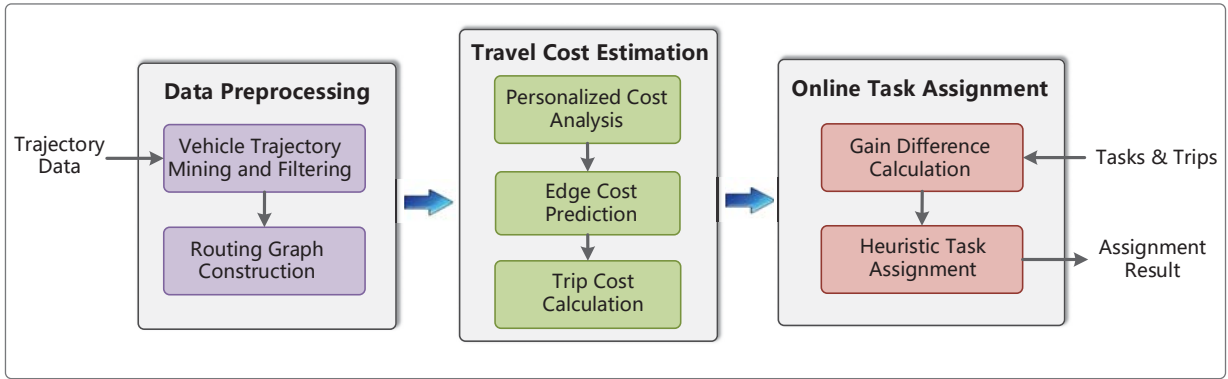 Trajectory
Data
Data Preprocessing
Vehicle Trajectory
Mining and Filtering
Routing Graph
Construction
Travel Cost Estimation
Personalized Cost
Analysis
Edge Cost
Prediction
Trip Cost
Calculation
Online Task Assignment
Gain Difference
Calculation
Heuristic Task
Assignment
Tasks & Trips
Assignment
Result